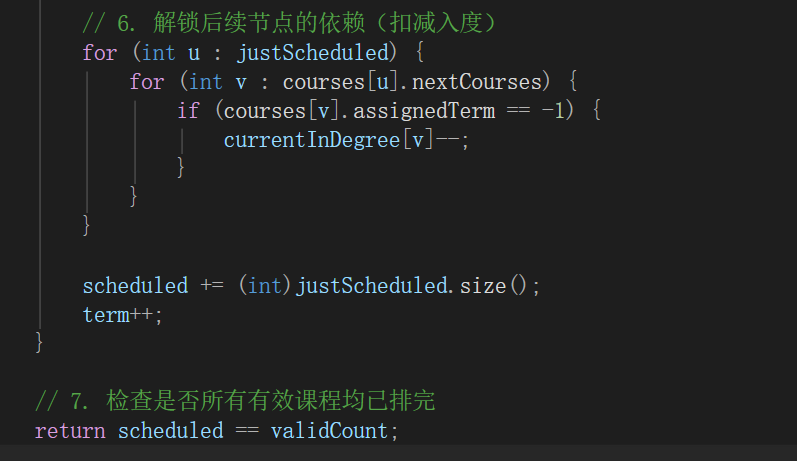 // 6. 解锁后续节点的依赖（扣减入度）
for (int u : justScheduled) {
for (int v : courses[u].nextCourses) {
if (courses[v].assignedTerm == -1) {
currentInDegree[v]--;
}
}
}
scheduled += (int)justScheduled.size();
term++;
}
// 7. 检查是否所有有效课程均已排完
return scheduled == validCount;